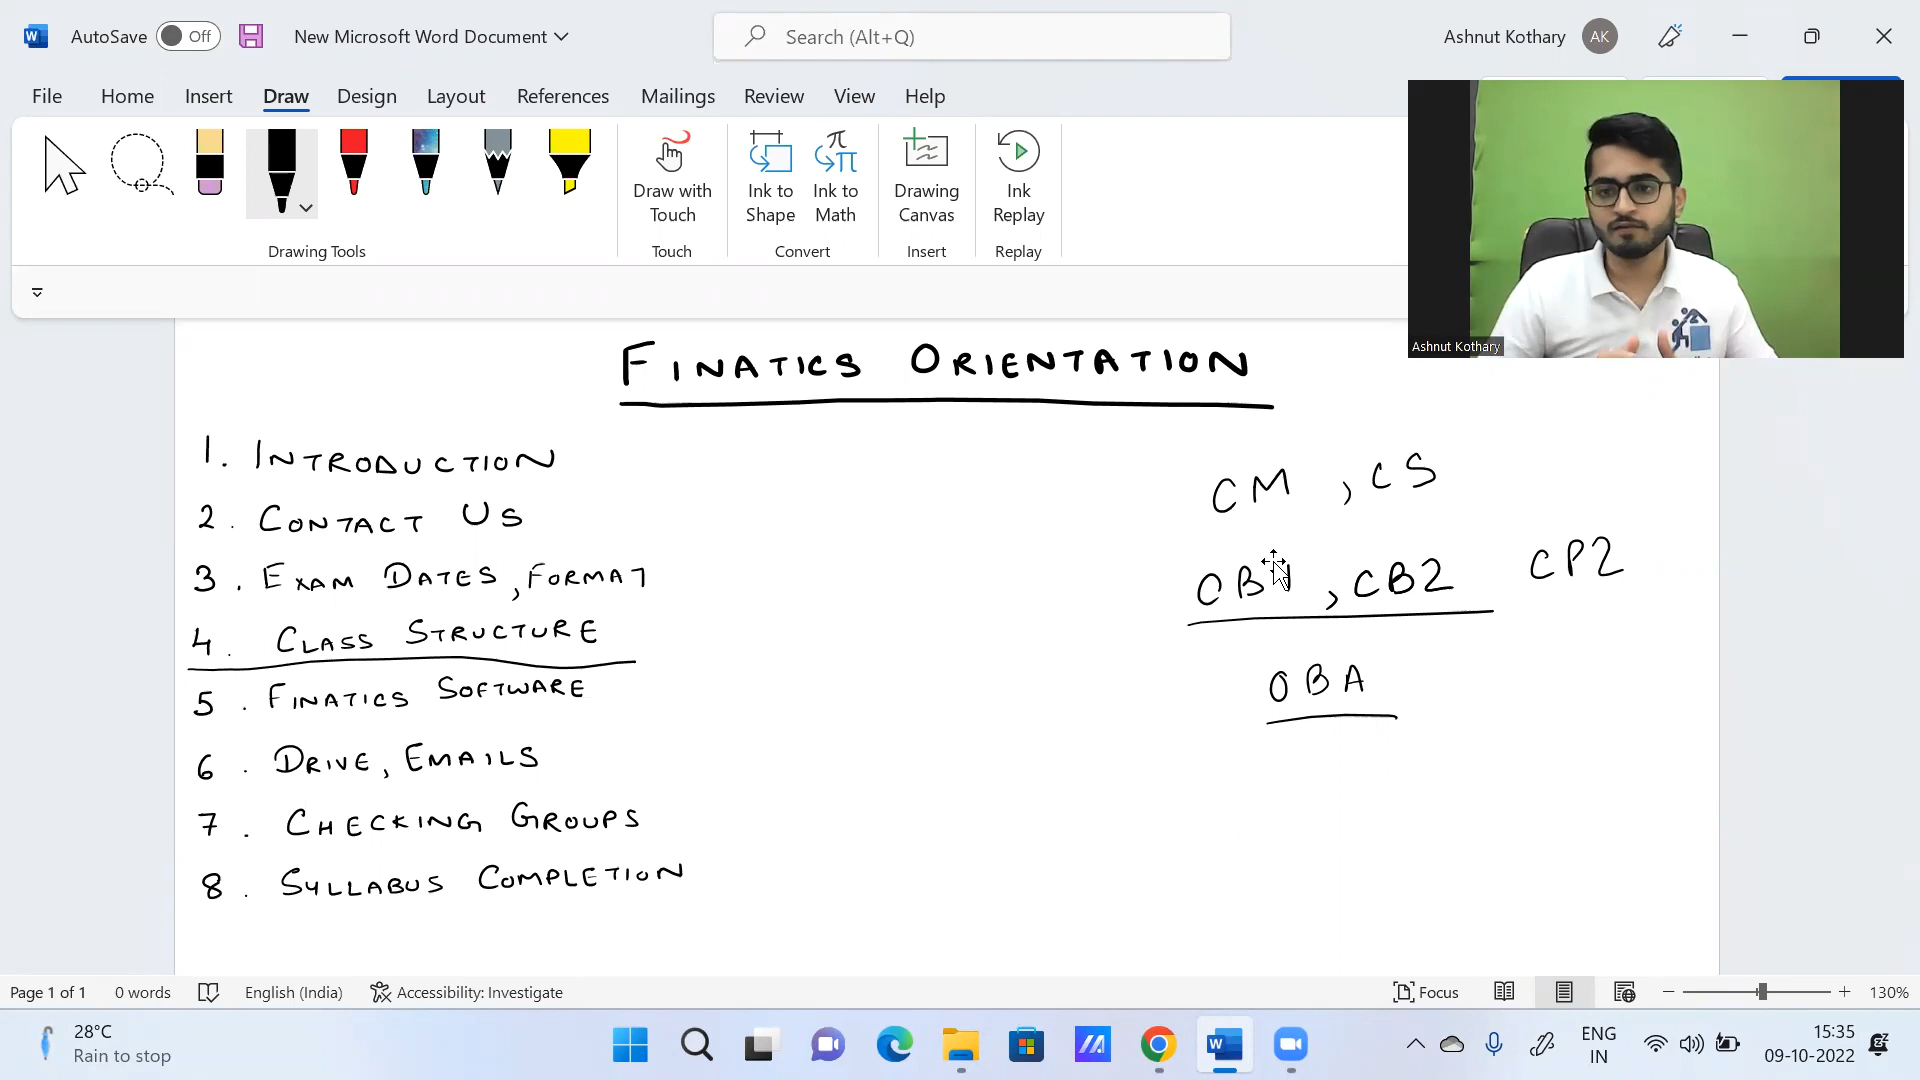 AutoSave Off New Microsoft Word Document Search (Alt+Q) Ashnut Kothary AK
File Home Insert Draw Design Layout References Mailings Review View Help
Draw with Touch Ink to Shape Ink to Math Drawing Canvas Ink Replay
Drawing Tools Touch Convert Insert Replay
Ashnut Kothary
FINATICS ORIENTATION
1. INTRODUCTION
2. CONTACT US
3. EXAM DATES, FORMAT
4. CLASS STRUCTURE
5. FINATICS SOFTWARE
6. DRIVE, EMAILS
7. CHECKING GROUPS
8. SYLLABUS COMPLETION
CM , CS
CB1 , CB2 CP2
OBA
Page 1 of 1 0 words English (India) Accessibility: Investigate Focus 130%
28°C
Rain to stop
ENG
IN
15:35
09-10-2022